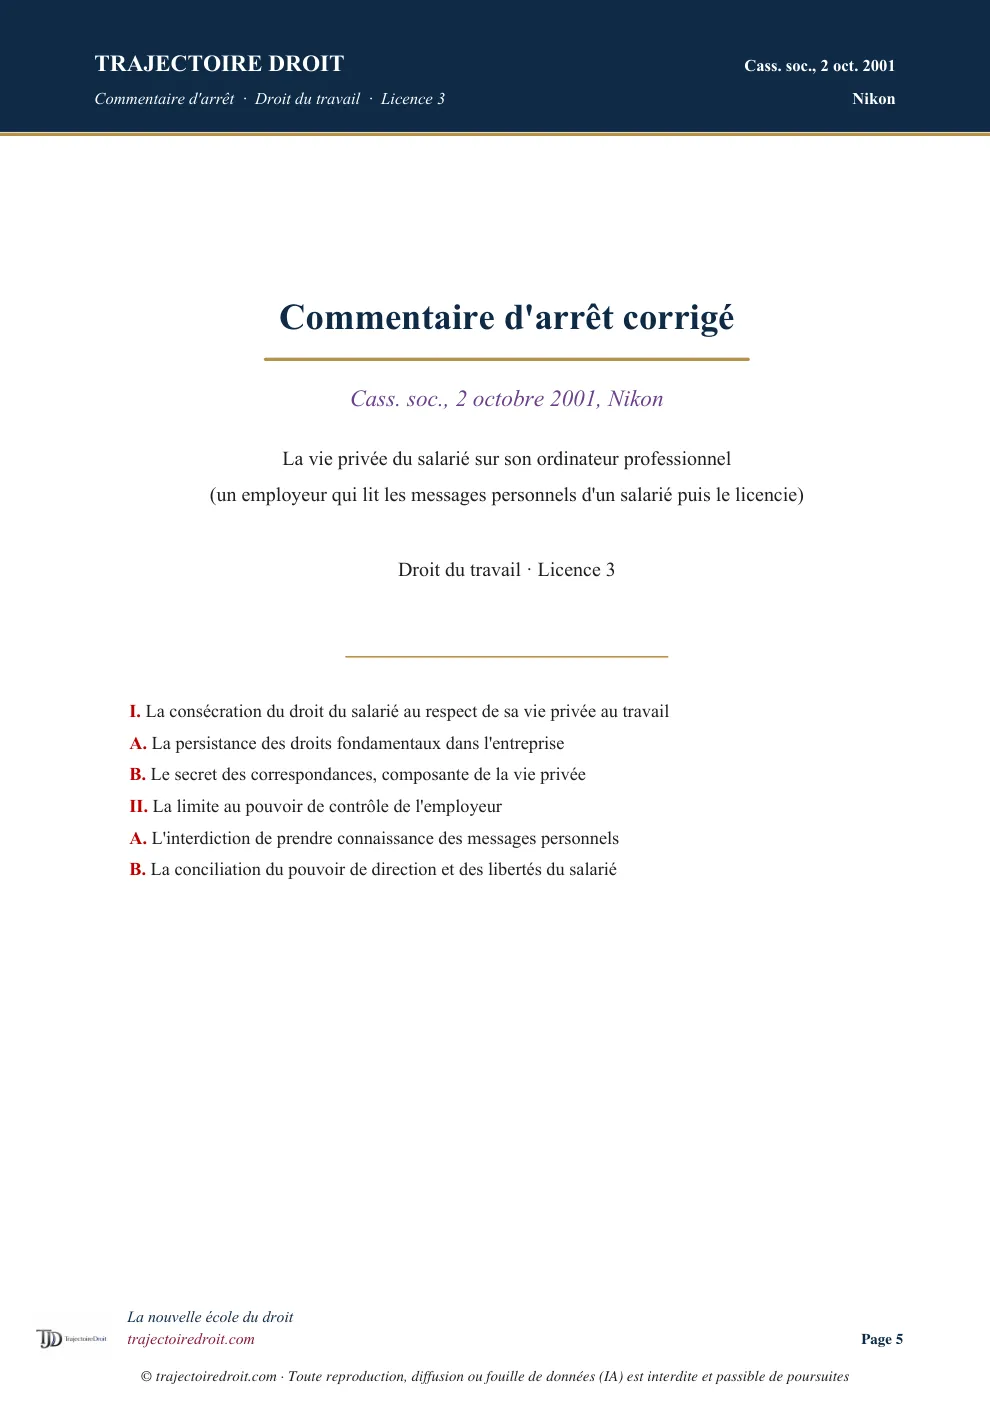 TRAJECTOIRE DROIT
Cass. soc., 2 oct. 2001
Commentaire d'arrêt · Droit du travail · Licence 3
Nikon
Commentaire d'arrêt corrigé
Cass. soc., 2 octobre 2001, Nikon
La vie privée du salarié sur son ordinateur professionnel
(un employeur qui lit les messages personnels d'un salarié puis le licencie)
Droit du travail · Licence 3
I. La consécration du droit du salarié au respect de sa vie privée au travail
A. La persistance des droits fondamentaux dans l'entreprise
B. Le secret des correspondances, composante de la vie privée
II. La limite au pouvoir de contrôle de l'employeur
A. L'interdiction de prendre connaissance des messages personnels
B. La conciliation du pouvoir de direction et des libertés du salarié
La nouvelle école du droit
TJD TrajectoireDroit
trajectoiredroit.com
Page 5
© trajectoiredroit.com · Toute reproduction, diffusion ou fouille de données (IA) est interdite et passible de poursuites